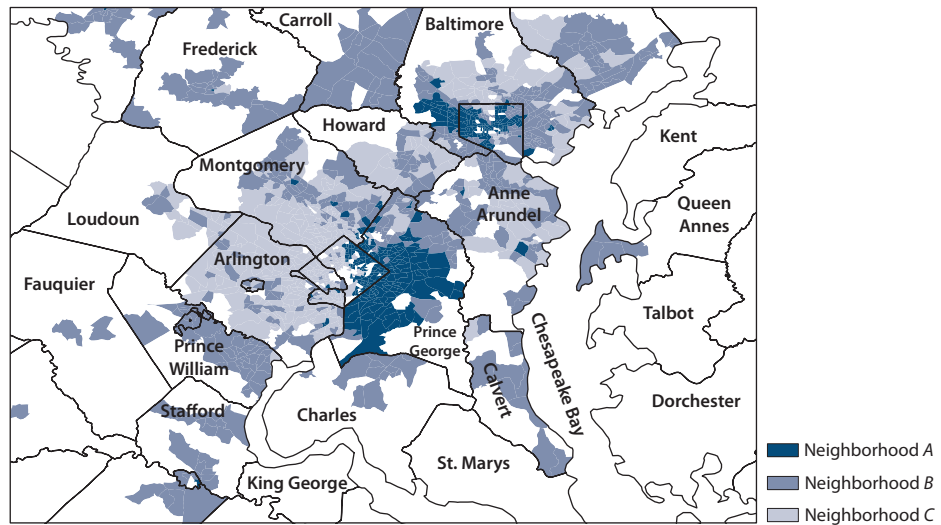 Carroll
Baltimore
Frederick
Howard
Kent
Montgomery
Anne
Arundel
Queen
Annes
Loudoun
Arlington
Fauquier
Talbot
Prince
George
Prince
William
Chesapeake Bay
Calvert
Dorchester
Stafford
Charles
St. Marys
King George
Neighborhood A
Neighborhood B
Neighborhood C